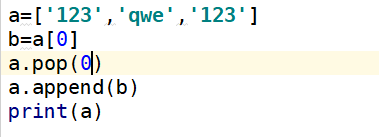 a=['123','qwe','123']
b=a[0]
a.pop(0)
a.append(b)
print(a)